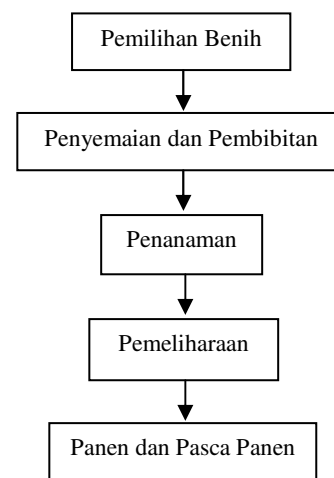 Pemilihan Benih
Penyemaian dan Pembibitan
Penanaman
Pemeliharaan
Panen dan Pasca Panen